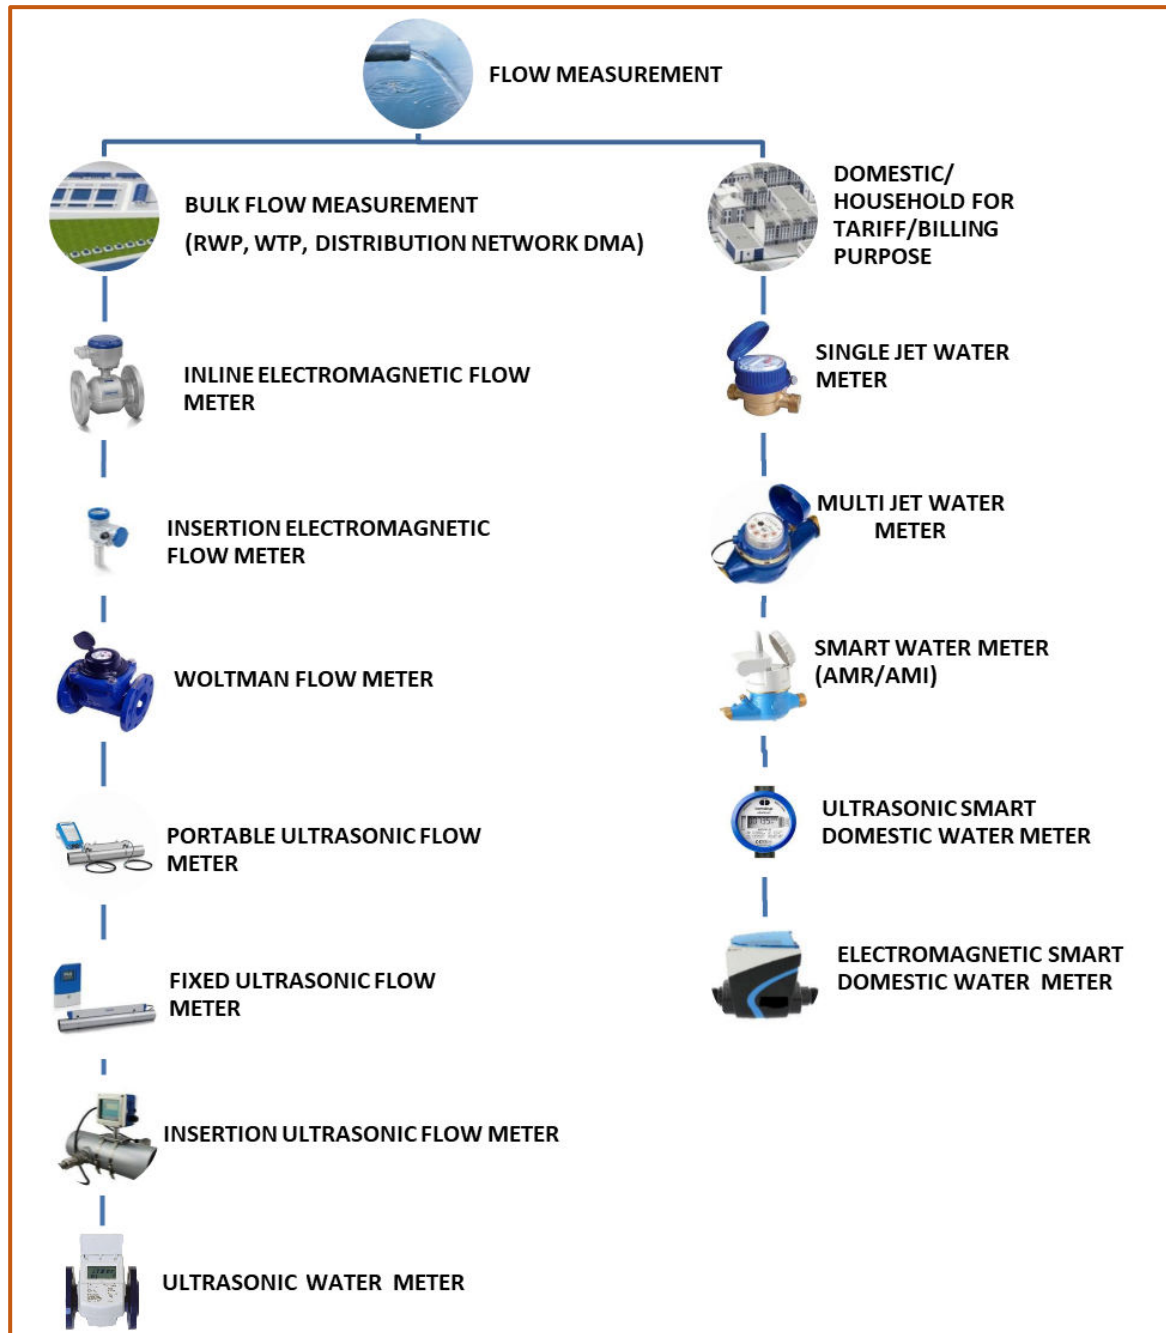 FLOW MEASUREMENT
BULK FLOW MEASUREMENT
(RWP, WTP, DISTRIBUTION NETWORK DMA)
INLINE ELECTROMAGNETIC FLOW
METER
INSERTION ELECTROMAGNETIC
FLOW METER
WOLTMAN FLOW METER
PORTABLE ULTRASONIC FLOW
METER
FIXED ULTRASONIC FLOW
METER
INSERTION ULTRASONIC FLOW METER
ULTRASONIC WATER METER
DOMESTIC/
HOUSEHOLD FOR
TARIFF/BILLING
PURPOSE
SINGLE JET WATER
METER
MULTI JET WATER
METER
SMART WATER METER
(AMR/AMI)
ULTRASONIC SMART
DOMESTIC WATER METER
ELECTROMAGNETIC SMART
DOMESTIC WATER METER